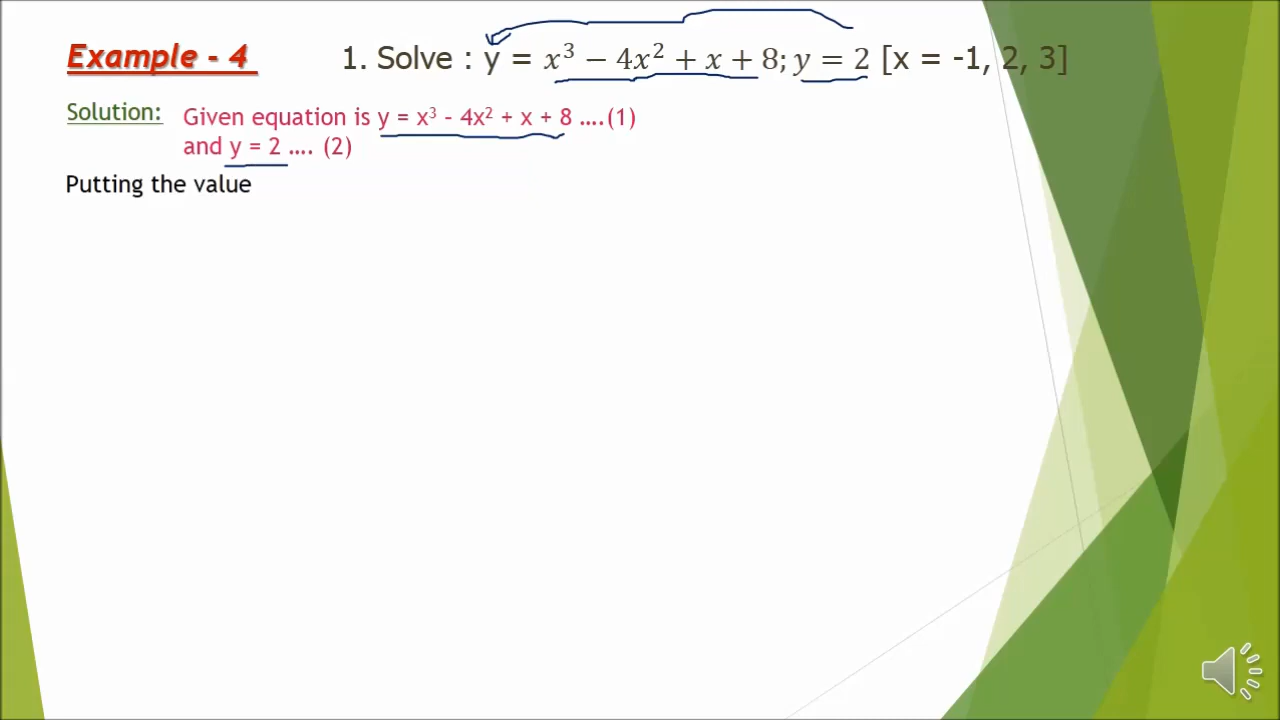 Example - 4
1. Solve : y = x³ − 4x² + x + 8; y = 2 [x = -1, 2, 3]
Solution:
Given equation is y = x³ – 4x² + x + 8 ....(1)
and y = 2 .... (2)
Putting the value